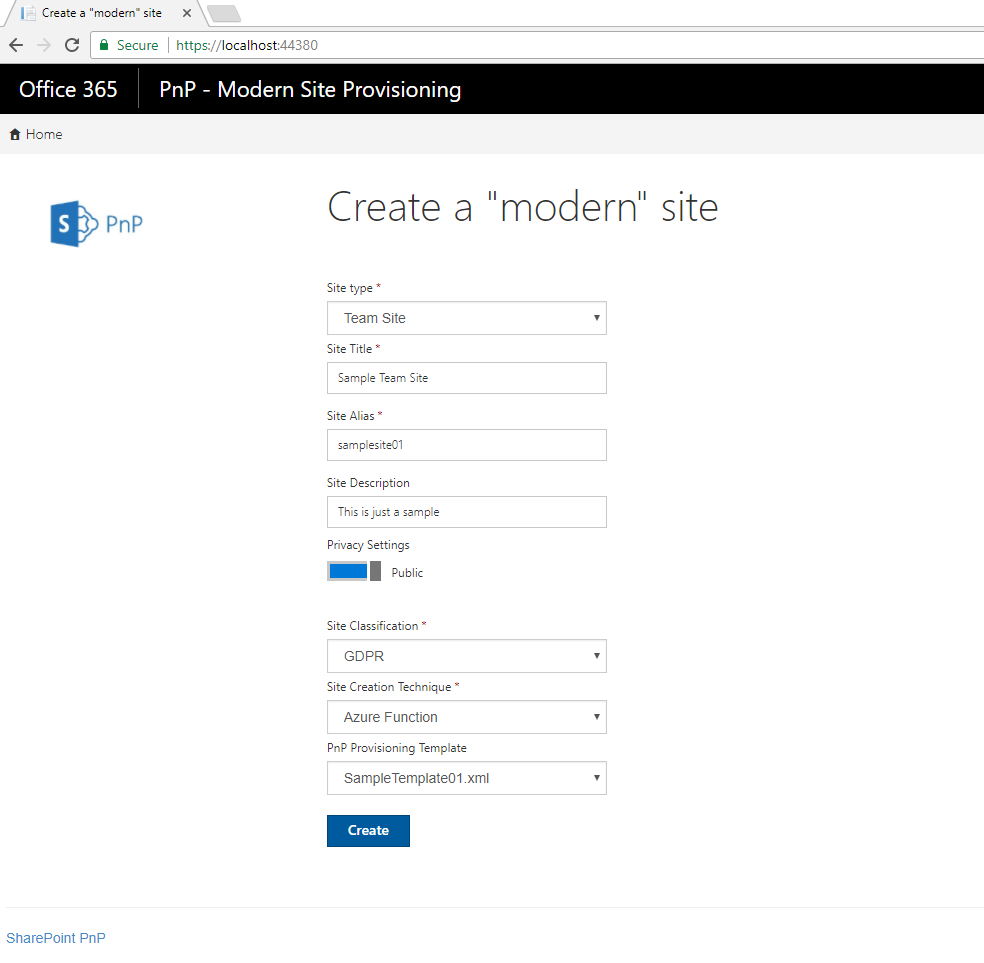 Create a "modern" site
Secure https://localhost:44380
Office 365 PnP - Modern Site Provisioning
Home
S PnP
Create a "modern" site
Site type *
Team Site
Site Title *
Sample Team Site
Site Alias *
samplesite01
Site Description
This is just a sample
Privacy Settings
Public
Site Classification *
GDPR
Site Creation Technique *
Azure Function
PnP Provisioning Template
SampleTemplate01.xml
Create
SharePoint PnP